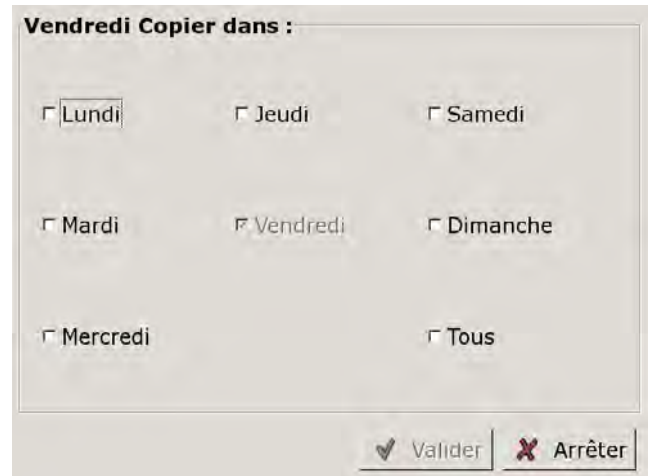 Vendredi Copier dans :
Lundi Jeudi Samedi
Mardi Vendredi Dimanche
Mercredi Tous
Valider Arrêter